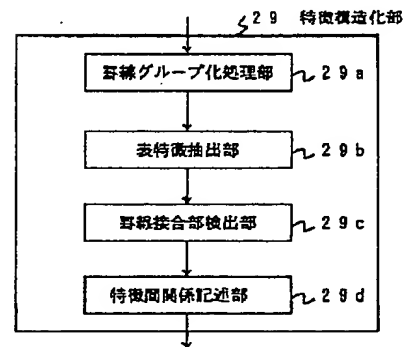 29 特徴構造化部
罫線グループ化処理部 29a
表特徴抽出部 29b
罫線接合部検出部 29c
特徴間関係記述部 29d